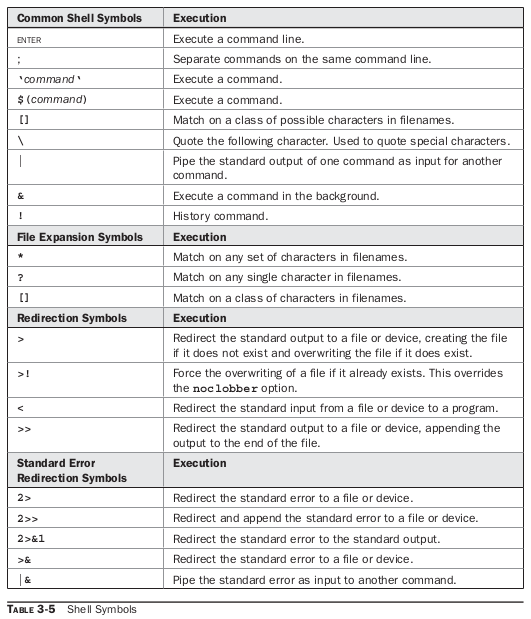 Common Shell Symbols Execution
ENTER Execute a command line.
; Separate commands on the same command line.
`command` Execute a command.
$(command) Execute a command.
[] Match on a class of possible characters in filenames.
\ Quote the following character. Used to quote special characters.
| Pipe the standard output of one command as input for another
command.
& Execute a command in the background.
! History command.
File Expansion Symbols Execution
* Match on any set of characters in filenames.
? Match on any single character in filenames.
[] Match on a class of characters in filenames.
Redirection Symbols Execution
> Redirect the standard output to a file or device, creating the file
if it does not exist and overwriting the file if it does exist.
>! Force the overwriting of a file if it already exists. This overrides
the noclobber option.
< Redirect the standard input from a file or device to a program.
>> Redirect the standard output to a file or device, appending the
output to the end of the file.
Standard Error Execution
Redirection Symbols
2> Redirect the standard error to a file or device.
2>> Redirect and append the standard error to a file or device.
2>&1 Redirect the standard error to the standard output.
>& Redirect the standard error to a file or device.
|& Pipe the standard error as input to another command.
TABLE 3-5 Shell Symbols